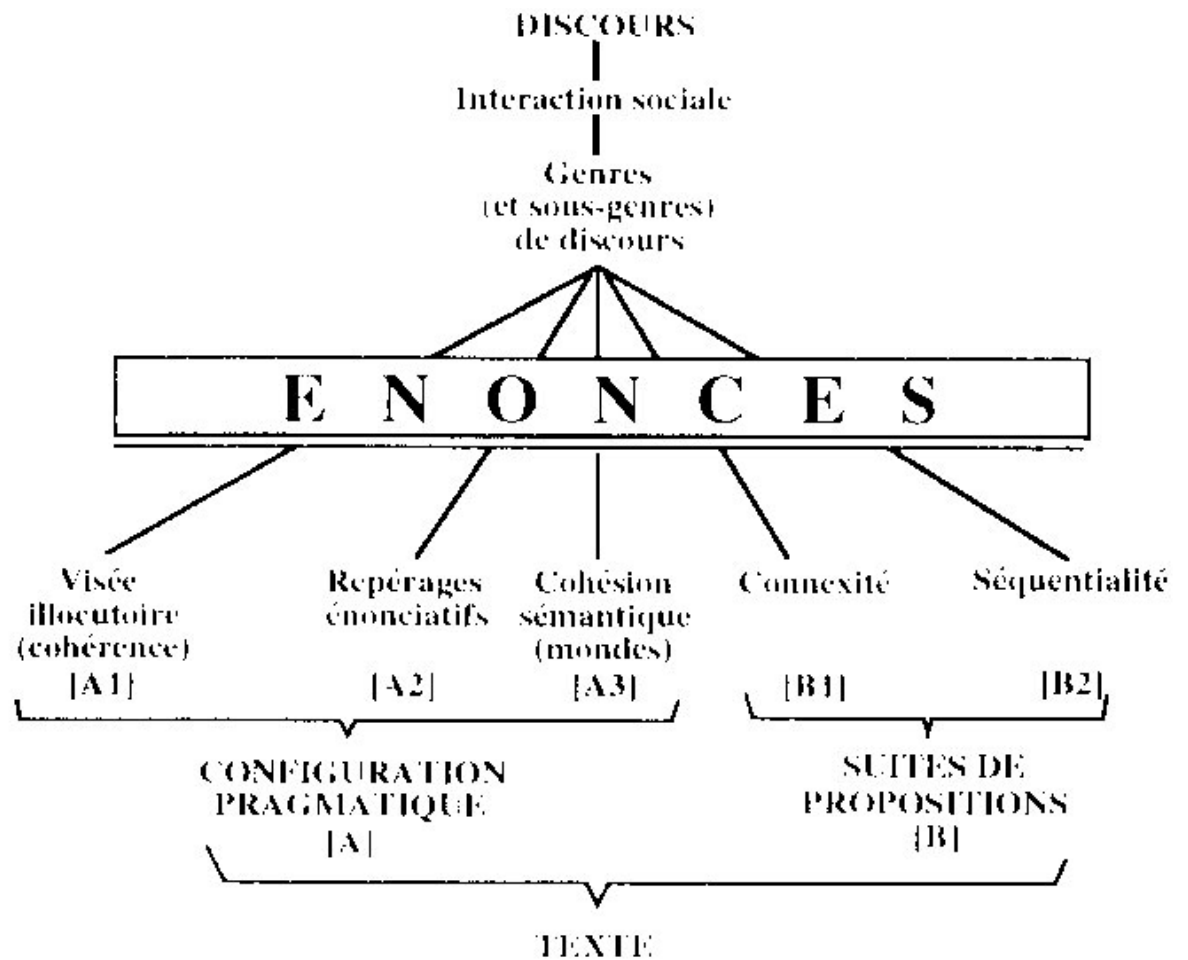 DISCOURS
Interaction sociale
Genres
(et sous-genres)
de discours
E N O N C E S
Visée
illocutoire
(cohérence)
[A1]
Repérages
énonciatifs
[A2]
Cohésion
sémantique
(mondes)
[A3]
Connexité
[B1]
Séquentialité
[B2]
CONFIGURATION
PRAGMATIQUE
[A]
SUITES DE
PROPOSITIONS
[B]
TEXTE